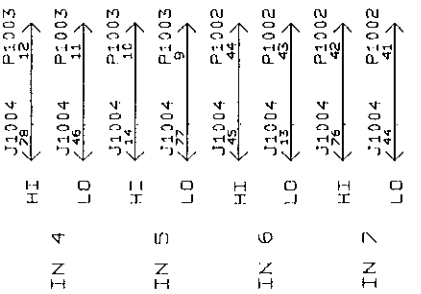 J1004 P1003
HI 78 12
IN 4
J1004 P1003
LO 46 11
J1004 P1003
HI 14 10
IN 5
J1004 P1003
LO 77 9
J1004 P1002
HI 45 44
IN 6
J1004 P1002
LO 13 43
J1004 P1002
HI 76 42
IN 7
J1004 P1002
LO 44 41